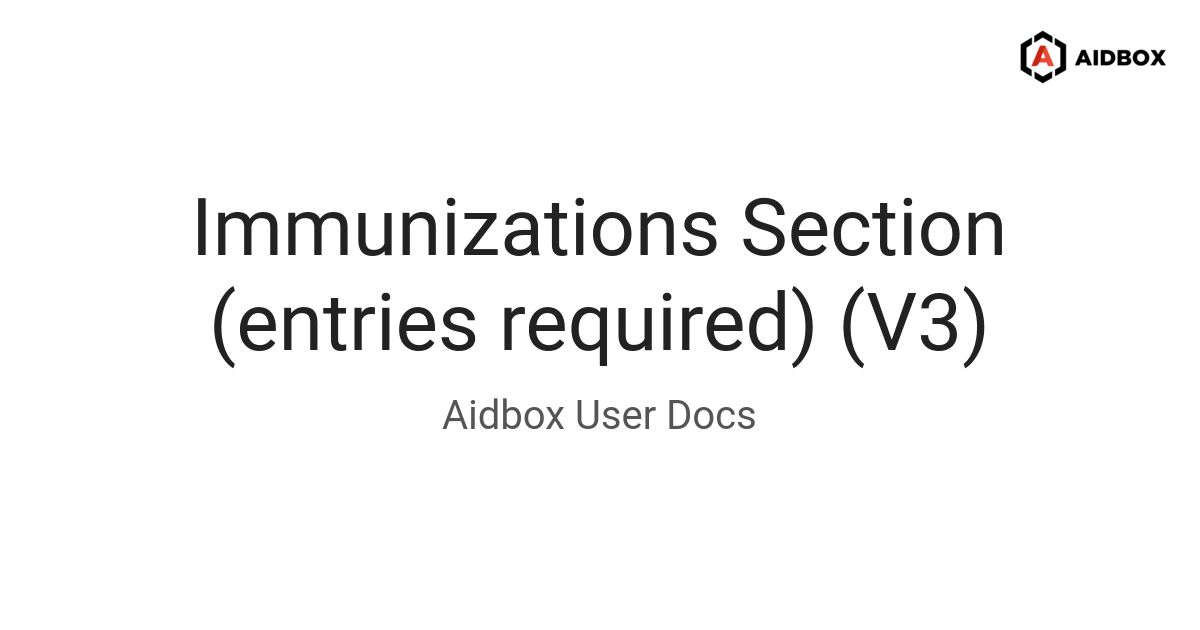 AIDBOX
Immunizations Section
(entries required) (V3)
Aidbox User Docs